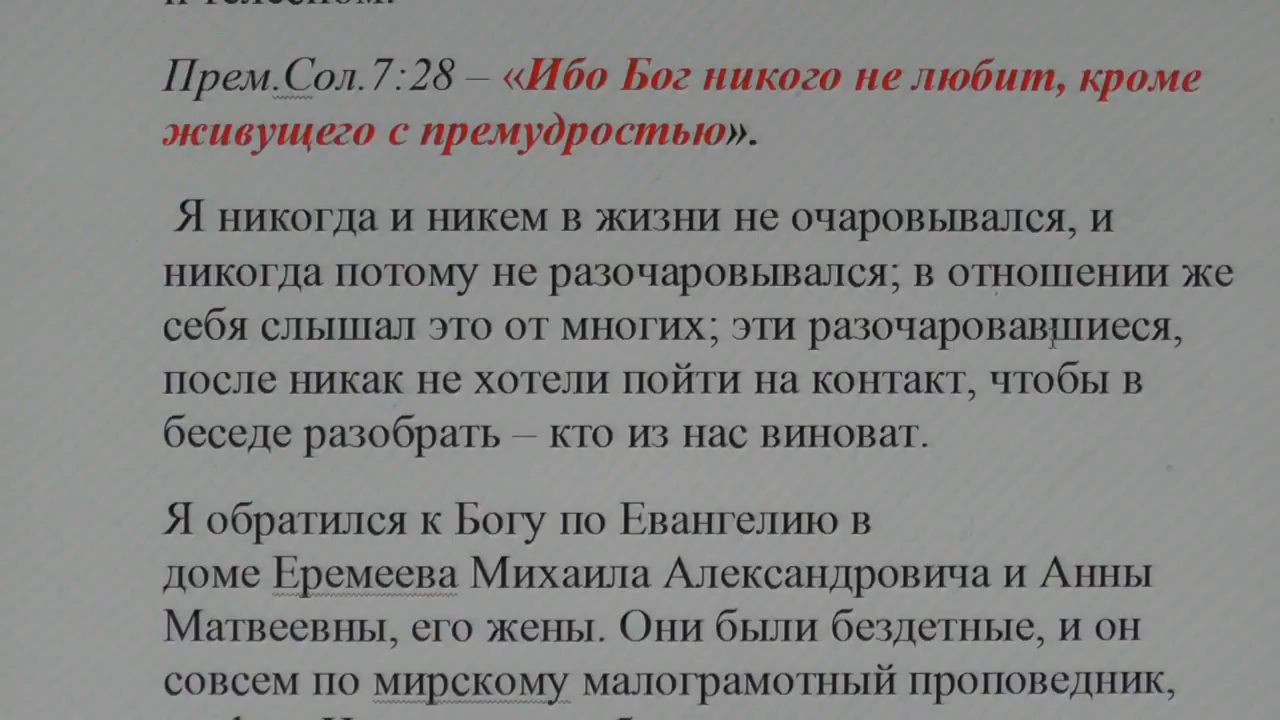 и телесном.
Прем.Сол.7:28 – «Ибо Бог никого не любит, кроме
живущего с премудростью».
Я никогда и никем в жизни не очаровывался, и
никогда потому не разочаровывался; в отношении же
себя слышал это от многих; эти разочаровавшиеся,
после никак не хотели пойти на контакт, чтобы в
беседе разобрать – кто из нас виноват.
Я обратился к Богу по Евангелию в
доме Еремеева Михаила Александровича и Анны
Матвеевны, его жены. Они были бездетные, и он
совсем по мирскому малограмотный проповедник,